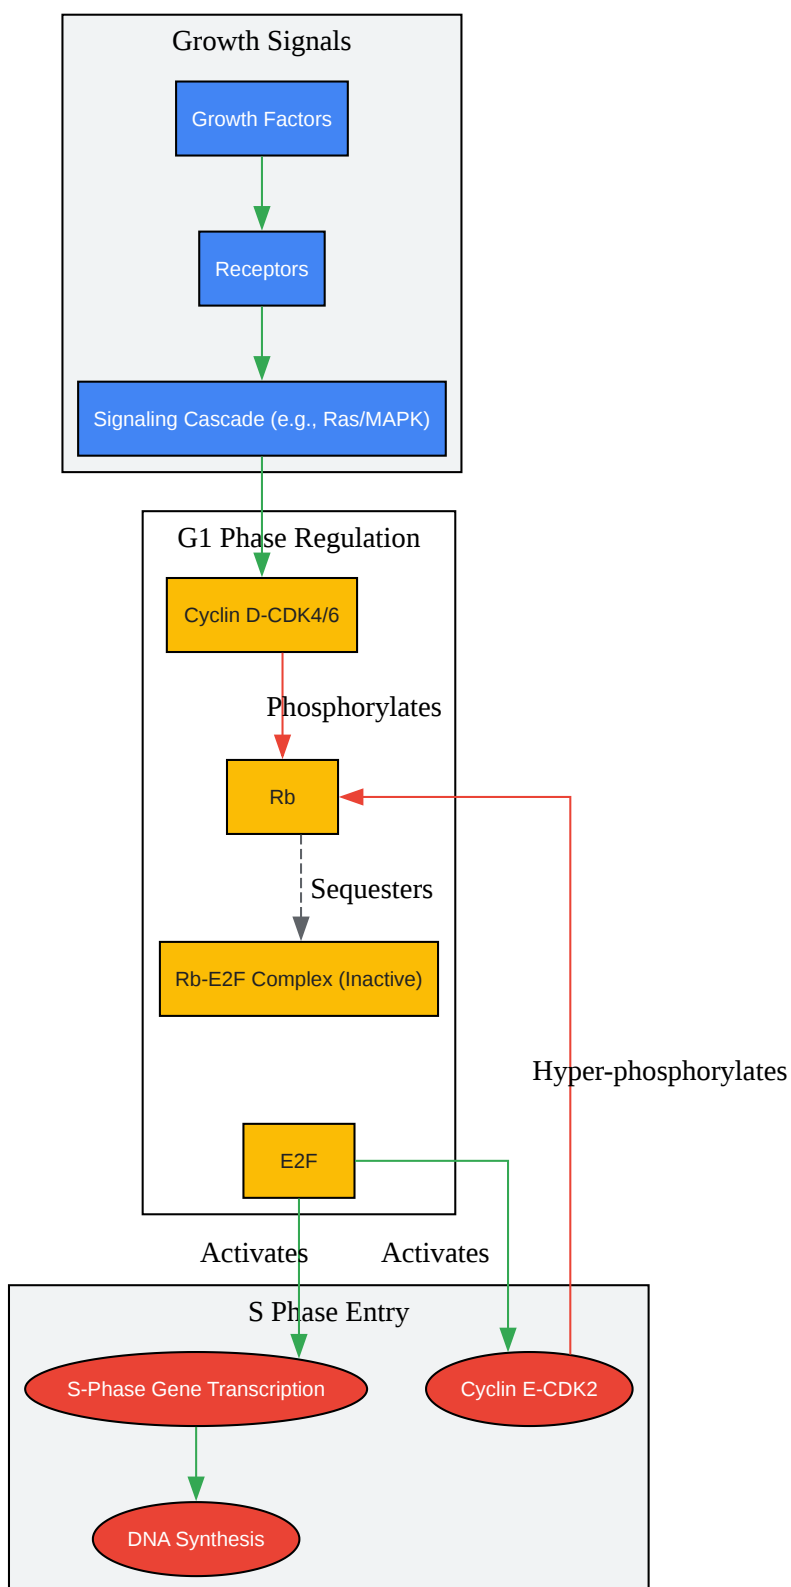 Growth Signals
Growth Factors
Receptors
Signaling Cascade (e.g., Ras/MAPK)
G1 Phase Regulation
Cyclin D-CDK4/6
Phosphorylates
Rb
Sequesters
Rb-E2F Complex (Inactive)
Hyper-phosphorylates
E2F
Activates
Activates
S Phase Entry
S-Phase Gene Transcription
Cyclin E-CDK2
DNA Synthesis